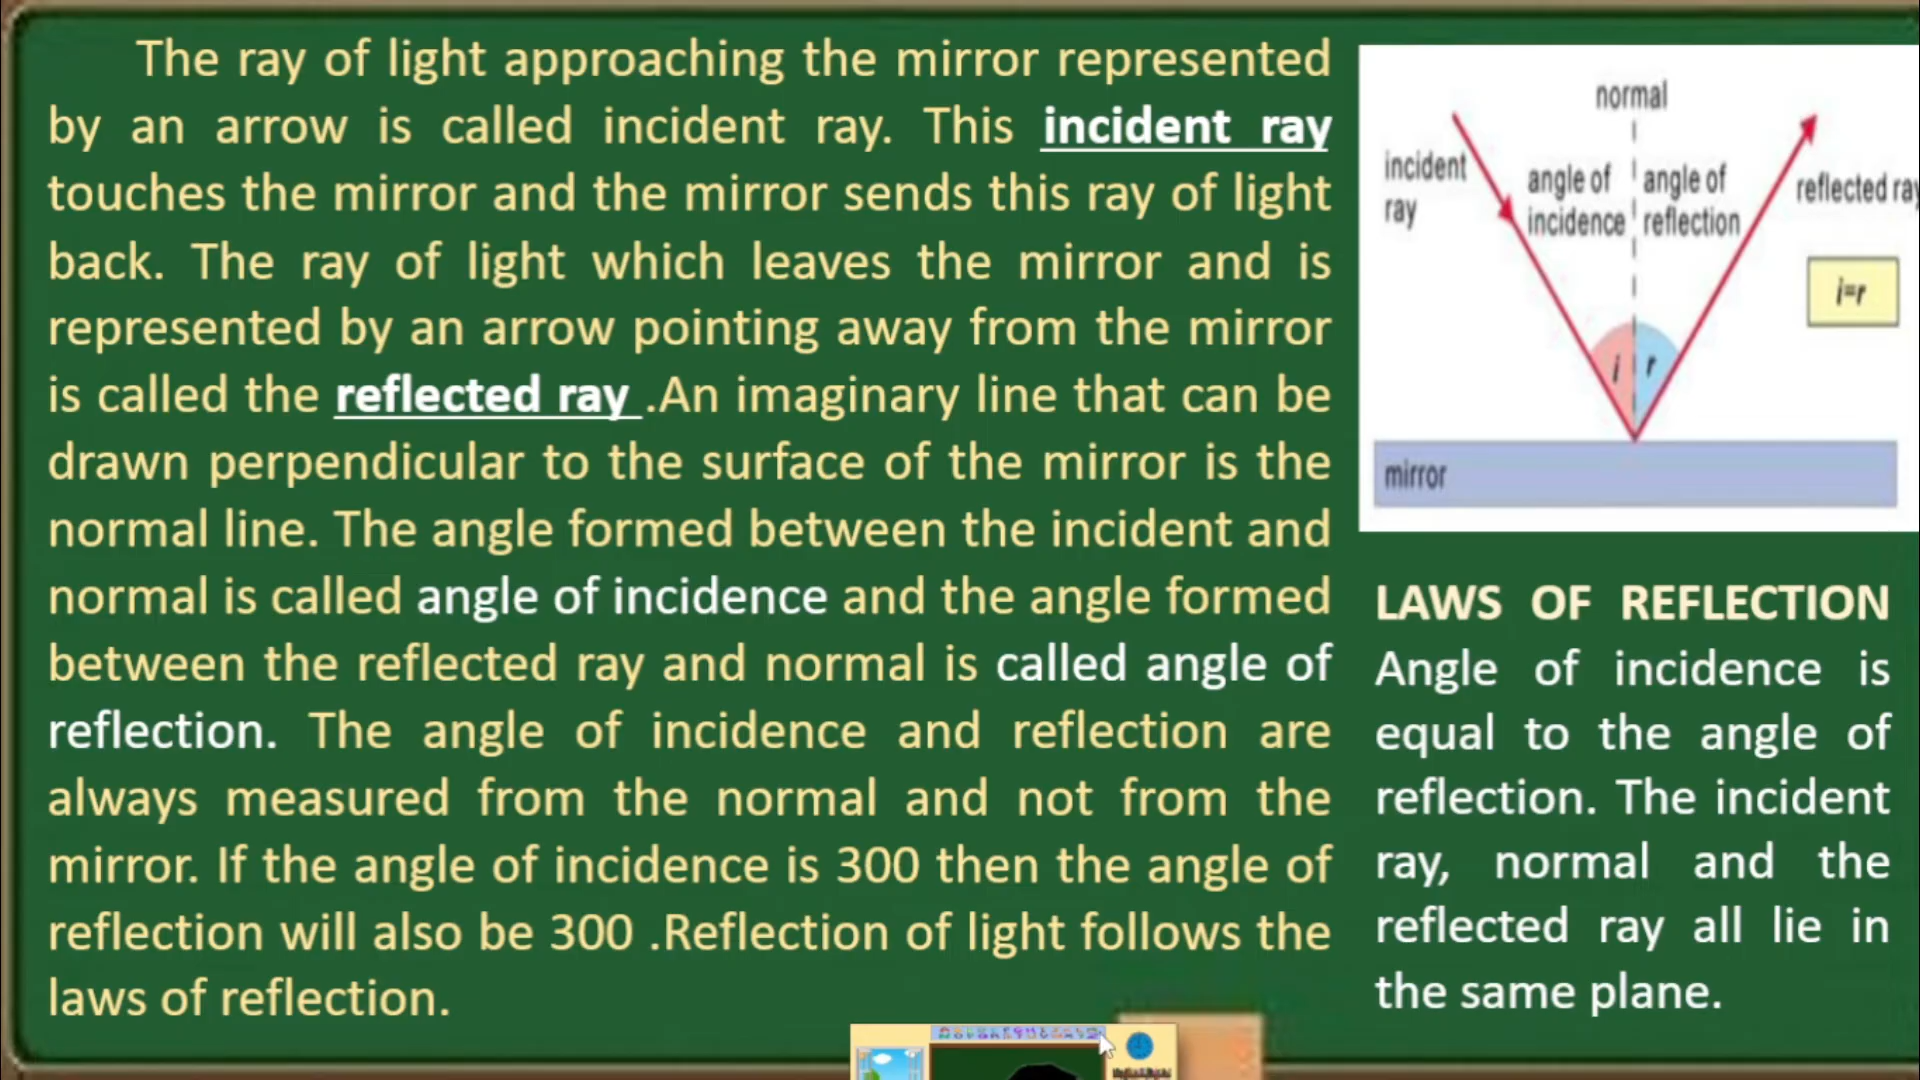 The ray of light approaching the mirror represented
by an arrow is called incident ray. This incident ray
touches the mirror and the mirror sends this ray of light
back. The ray of light which leaves the mirror and is
represented by an arrow pointing away from the mirror
is called the reflected ray .An imaginary line that can be
drawn perpendicular to the surface of the mirror is the
normal line. The angle formed between the incident and
normal is called angle of incidence and the angle formed
between the reflected ray and normal is called angle of
reflection. The angle of incidence and reflection are
always measured from the normal and not from the
mirror. If the angle of incidence is 300 then the angle of
reflection will also be 300 .Reflection of light follows the
laws of reflection.
normal
incident
ray
angle of
incidence
angle of
reflection
reflected ray
i=r
i
r
mirror
LAWS OF REFLECTION
Angle of incidence is
equal to the angle of
reflection. The incident
ray, normal and the
reflected ray all lie in
the same plane.